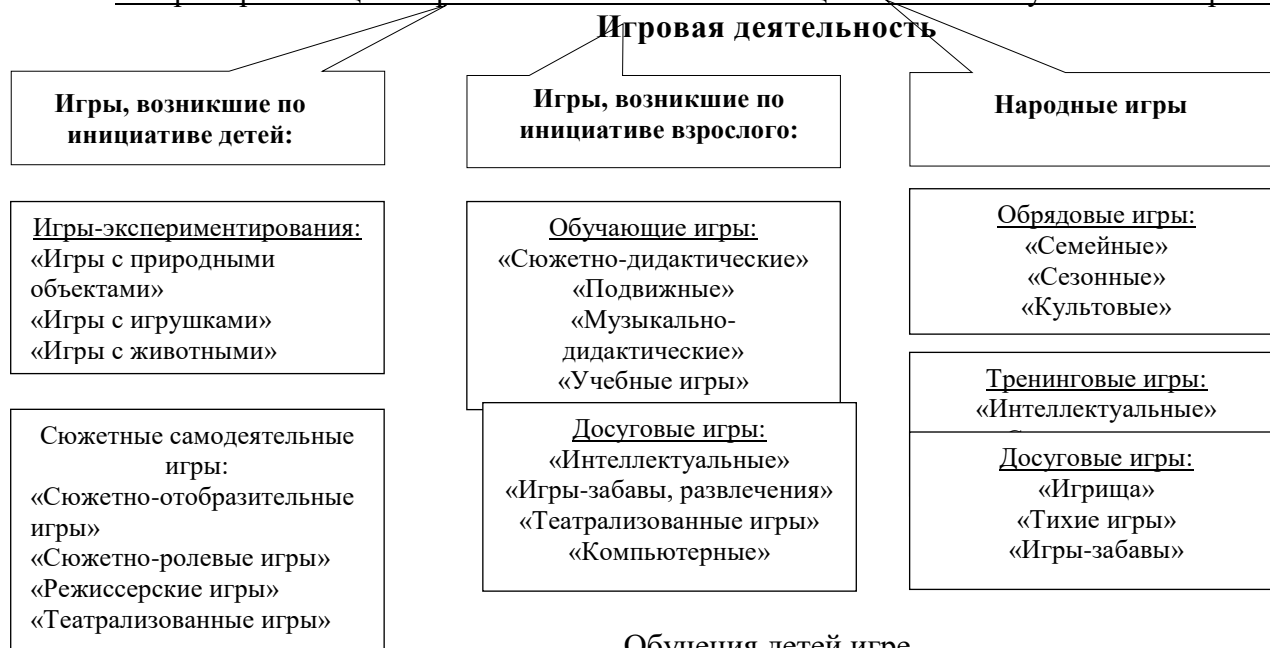 Игровая деятельность
Игры, возникшие по
инициативе детей:
Игры, возникшие по
инициативе взрослого:
Народные игры
Игры-экспериментирования:
«Игры с природными
объектами»
«Игры с игрушками»
«Игры с животными»
Сюжетные самодеятельные
игры:
«Сюжетно-отобразительные
игры»
«Сюжетно-ролевые игры»
«Режиссерские игры»
«Театрализованные игры»
Обучающие игры:
«Сюжетно-дидактические»
«Подвижные»
«Музыкально-
дидактические»
«Учебные игры»
Досуговые игры:
«Интеллектуальные»
«Игры-забавы, развлечения»
«Театрализованные игры»
«Компьютерные»
Обрядовые игры:
«Семейные»
«Сезонные»
«Культовые»
Тренинговые игры:
«Интеллектуальные»
Досуговые игры:
«Игрища»
«Тихие игры»
«Игры-забавы»
Обучения детей игре